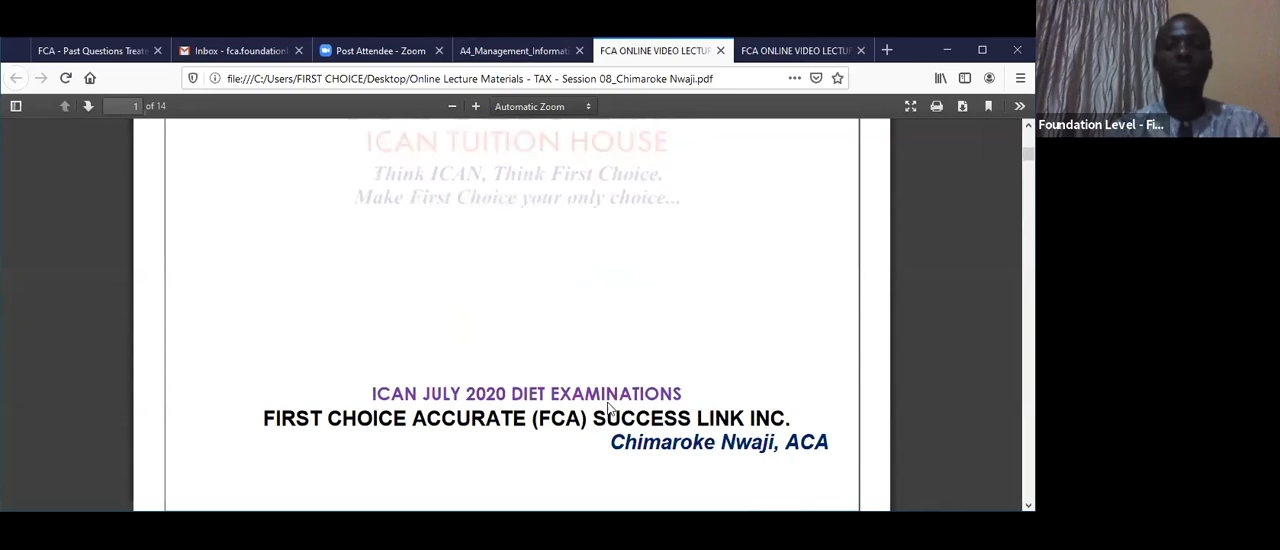 FCA - Past Questions Treate
Inbox - fca.foundation
Post Attendee - Zoom
A4_Management_Informati
FCA ONLINE VIDEO LECTUR
FCA ONLINE VIDEO LECTUR
file:///C:/Users/FIRST CHOICE/Desktop/Online Lecture Materials - TAX - Session 08_Chimaroke Nwaji.pdf
1 of 14
Automatic Zoom
Foundation Level - Fi...
ICAN TUITION HOUSE
Think ICAN, Think First Choice.
Make First Choice your only choice...
ICAN JULY 2020 DIET EXAMINATIONS
FIRST CHOICE ACCURATE (FCA) SUCCESS LINK INC.
Chimaroke Nwaji, ACA